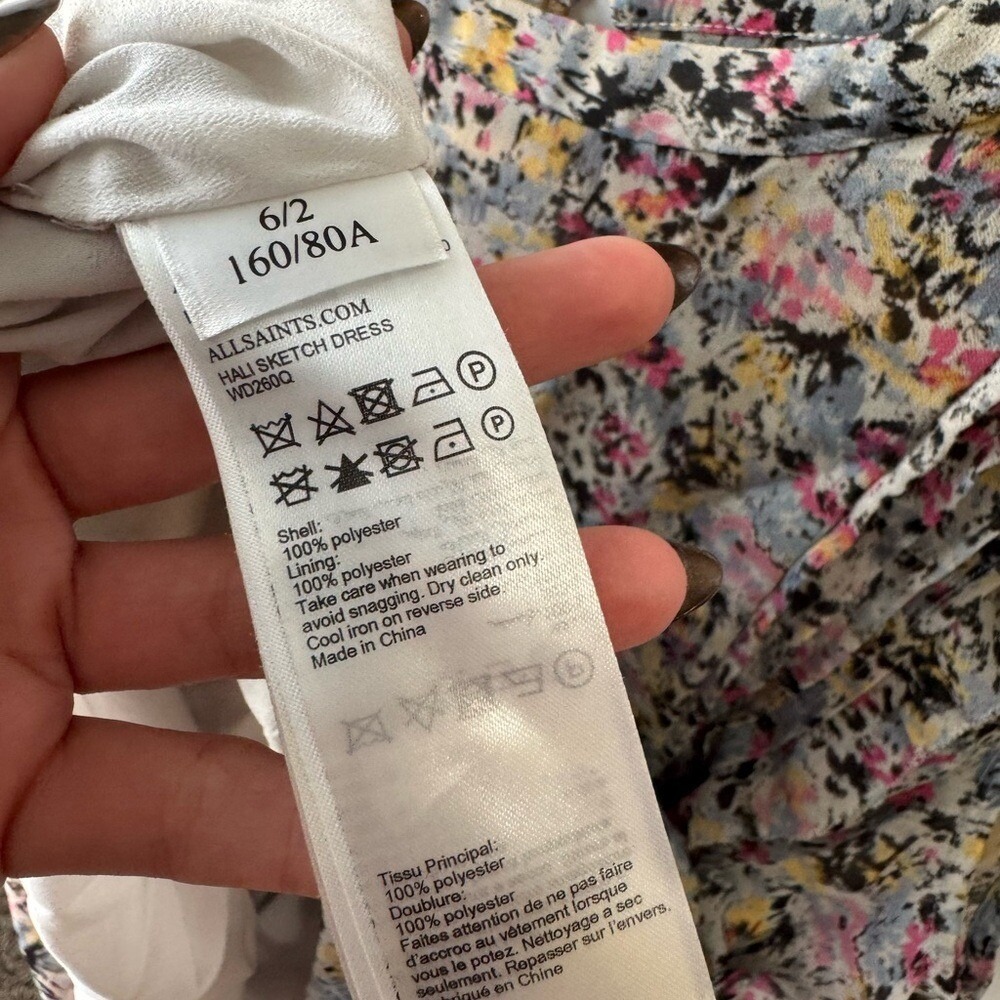 6/2
160/80A
ALLSAINTS.COM
HALI SKETCH DRESS
WD260Q
P
P
Shell:
100% polyester
Lining:
100% polyester
Take care when wearing to
avoid snagging. Dry clean only.
Cool iron on reverse side.
Made in China
Tissu Principal:
100% polyester
Doublure:
100% polyester
Faites attention de ne pas faire
d'accroc au vêtement lorsque
vous le potez. Nettoyage a sec
seulement. Repasser sur l'envers.
en Chine